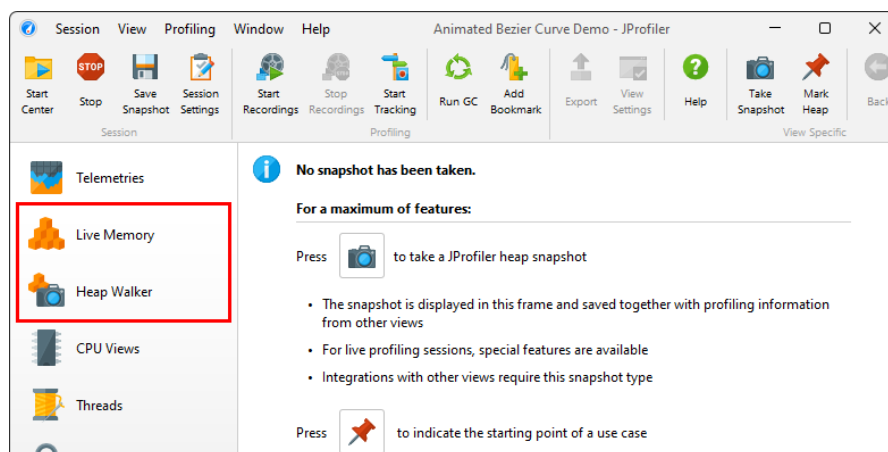 Session View Profiling Window Help Animated Bezier Curve Demo - JProfiler
Start Center
STOP Stop
Save Snapshot
Session Settings
Start Recordings
Stop Recordings
Start Tracking
Run GC
Add Bookmark
Export
View Settings
Help
Take Snapshot
Mark Heap
Back
Session Profiling View Specific
Telemetries
Live Memory
Heap Walker
CPU Views
Threads
No snapshot has been taken.
For a maximum of features:
Press to take a JProfiler heap snapshot
• The snapshot is displayed in this frame and saved together with profiling information
from other views
• For live profiling sessions, special features are available
• Integrations with other views require this snapshot type
Press to indicate the starting point of a use case